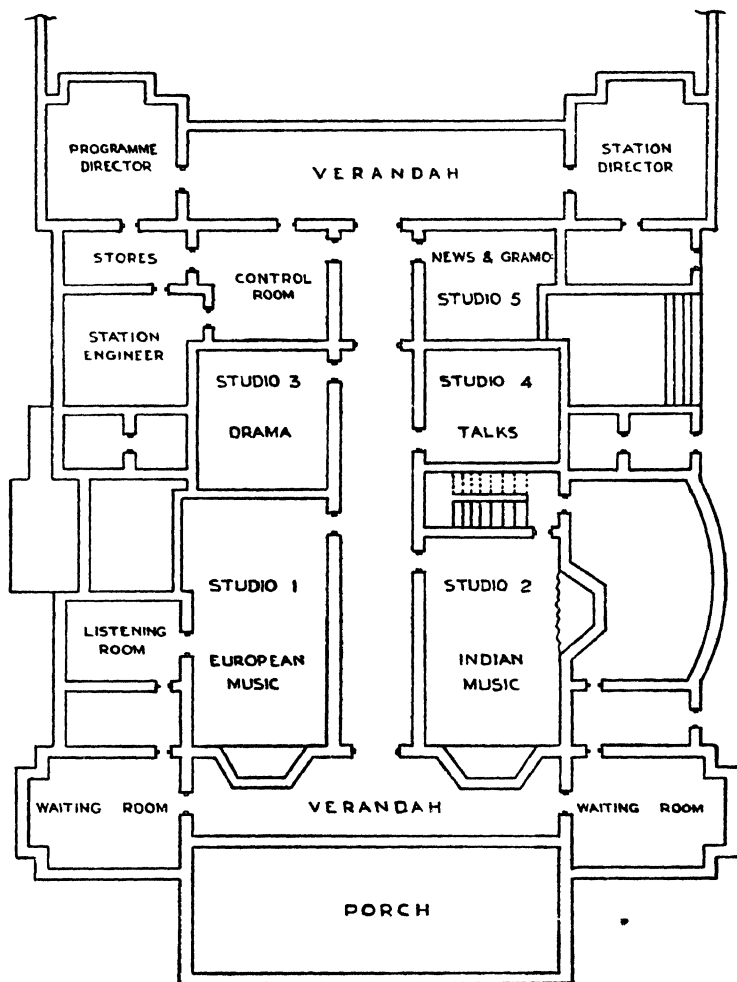 PROGRAMME
DIRECTOR
VERANDAH
STATION
DIRECTOR
STORES
CONTROL
ROOM
NEWS & GRAMO-
STUDIO 5
STATION
ENGINEER
STUDIO 3
DRAMA
STUDIO 4
TALKS
STUDIO 1
EUROPEAN
MUSIC
STUDIO 2
INDIAN
MUSIC
LISTENING
ROOM
WAITING ROOM
VERANDAH
WAITING ROOM
PORCH